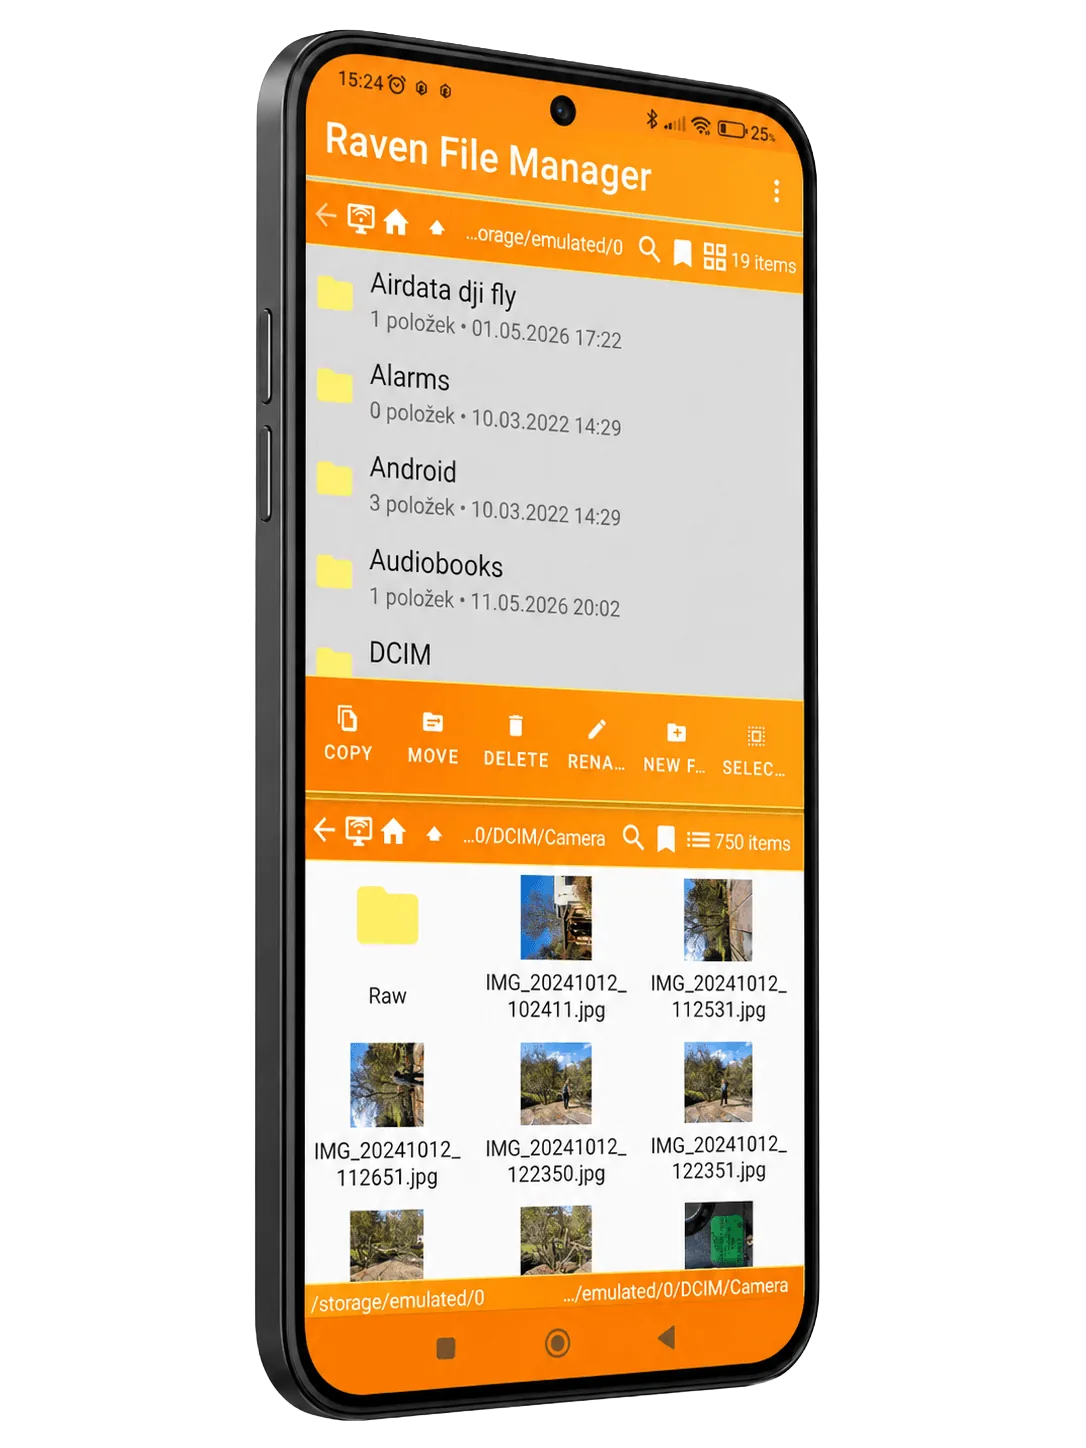 15:24
25%
Raven File Manager
...orage/emulated/0
19 items
Airdata dji fly
1 položek • 01.05.2026 17:22
Alarms
0 položek • 10.03.2022 14:29
Android
3 položek • 10.03.2022 14:29
Audiobooks
1 položek • 11.05.2026 20:02
DCIM
COPY
MOVE
DELETE
RENA...
NEW F...
SELEC...
...0/DCIM/Camera
750 items
Raw
IMG_20241012_
102411.jpg
IMG_20241012_
112531.jpg
IMG_20241012_
112651.jpg
IMG_20241012_
122350.jpg
IMG_20241012_
122351.jpg
/storage/emulated/0
.../emulated/0/DCIM/Camera